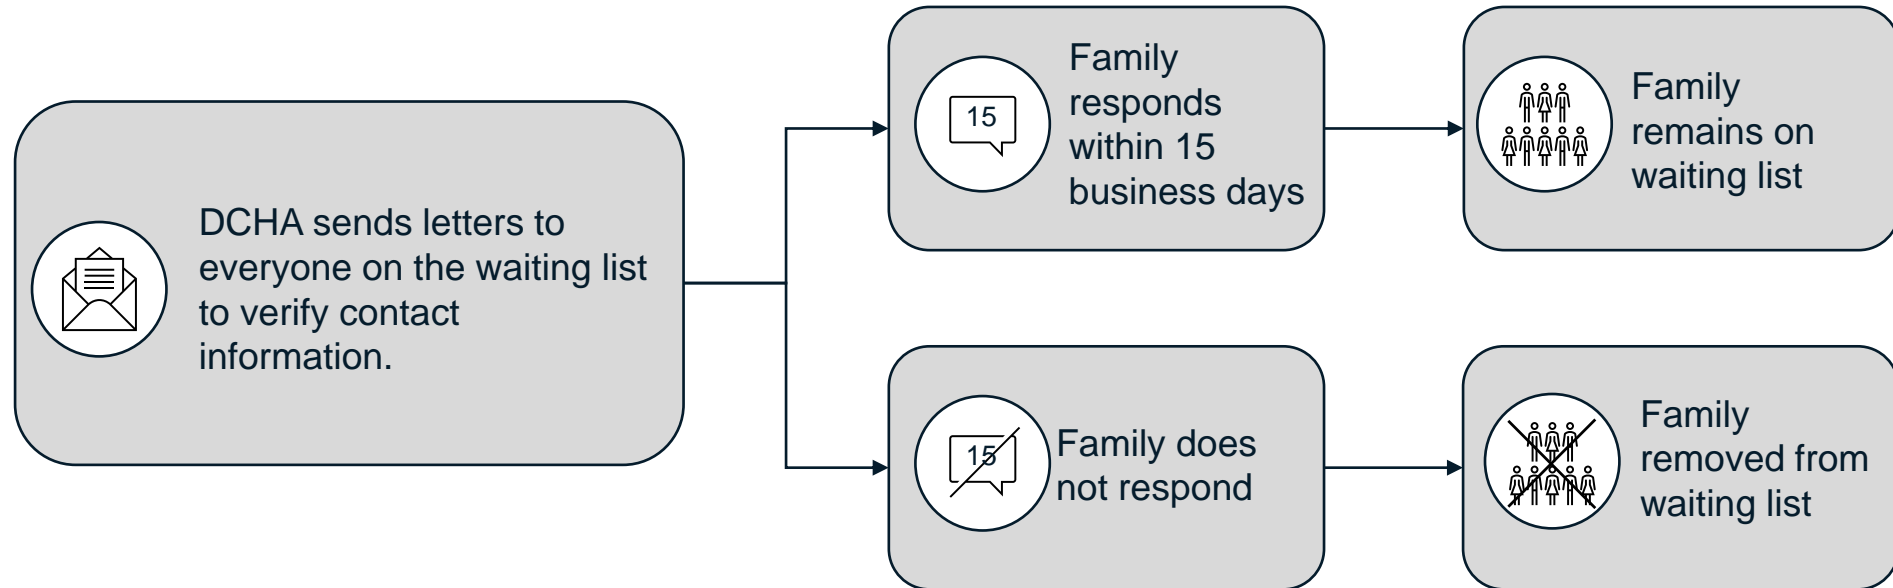 DCHA sends letters to
everyone on the waiting list
to verify contact
information.
15
Family
responds
within 15
business days
Family
remains on
waiting list
15
Family does
not respond
Family
removed from
waiting list